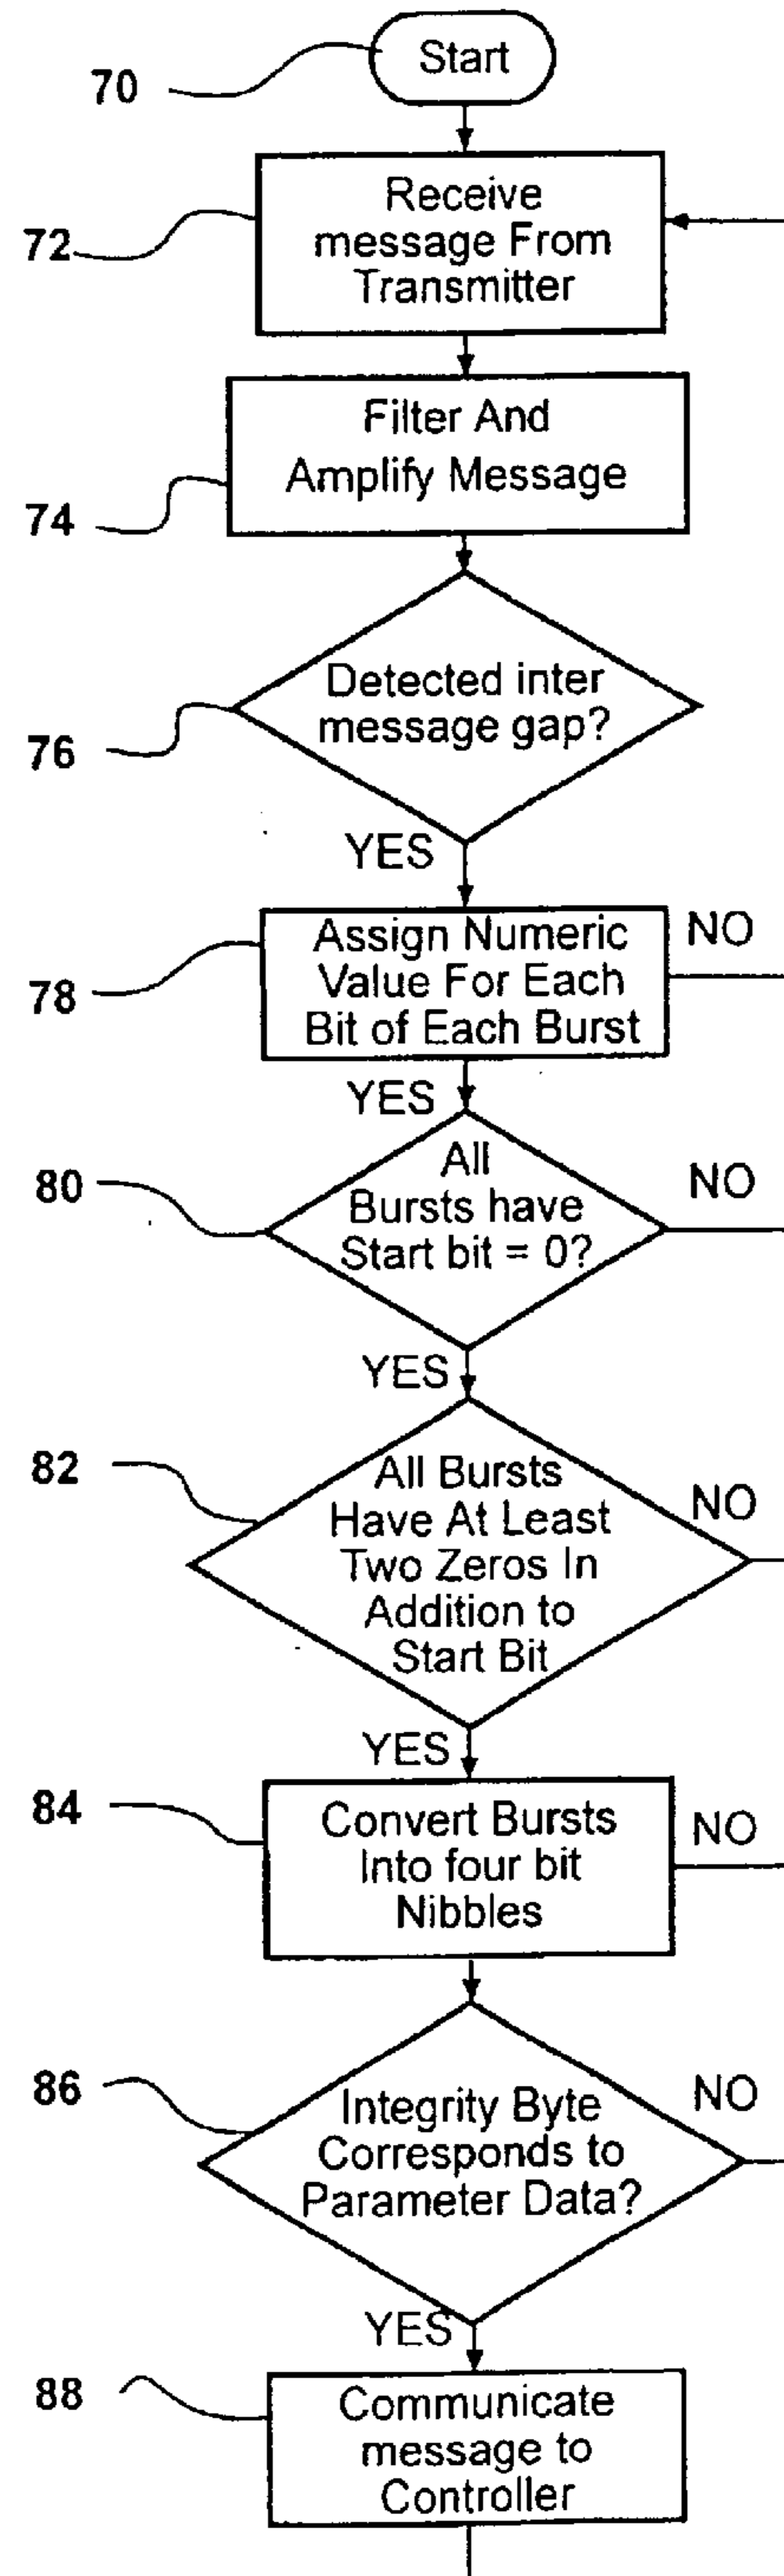 Start
70
Receive
message From
Transmitter
72
Filter And
Amplify Message
74
Detected inter
message gap?
76
YES
Assign Numeric
Value For Each
Bit of Each Burst
NO
78
YES
All
Bursts have
Start bit = 0?
NO
80
YES
All Bursts
Have At Least
Two Zeros In
Addition to
Start Bit
NO
82
YES
Convert Bursts
Into four bit
Nibbles
NO
84
Integrity Byte
Corresponds to
Parameter Data?
NO
86
YES
Communicate
message to
Controller
88